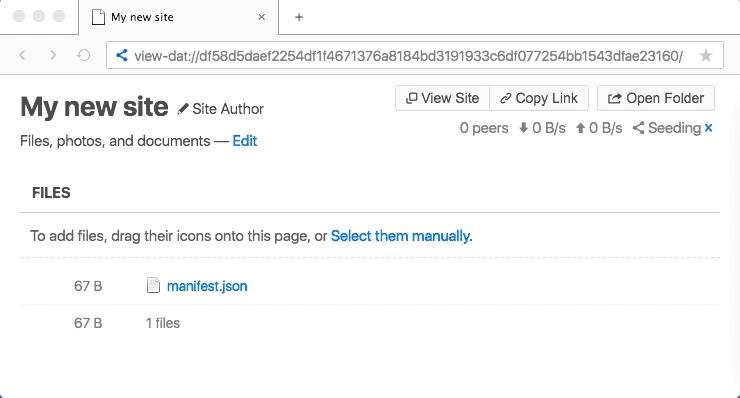 My new site
view-dat://df58d5daef2254df1f4671376a8184bd3191933c6df077254bb1543dfae23160/
My new site Site Author View Site Copy Link Open Folder
0 peers 0 B/s 0 B/s Seeding
Files, photos, and documents — Edit
FILES
To add files, drag their icons onto this page, or Select them manually.
67 B manifest.json
67 B 1 files